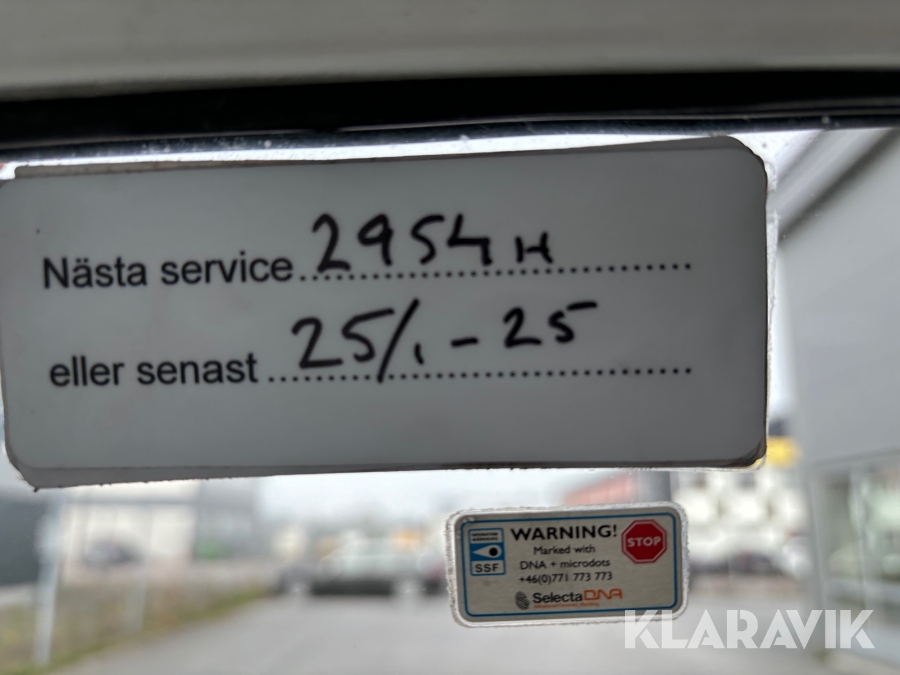 Nästa service 2954 H
eller senast 25/1 - 25
WARNING!
Marked with
DNA + microdots
+46(0)771 773 773
STOP
SSF
SelectaDNA
KLARAVIK